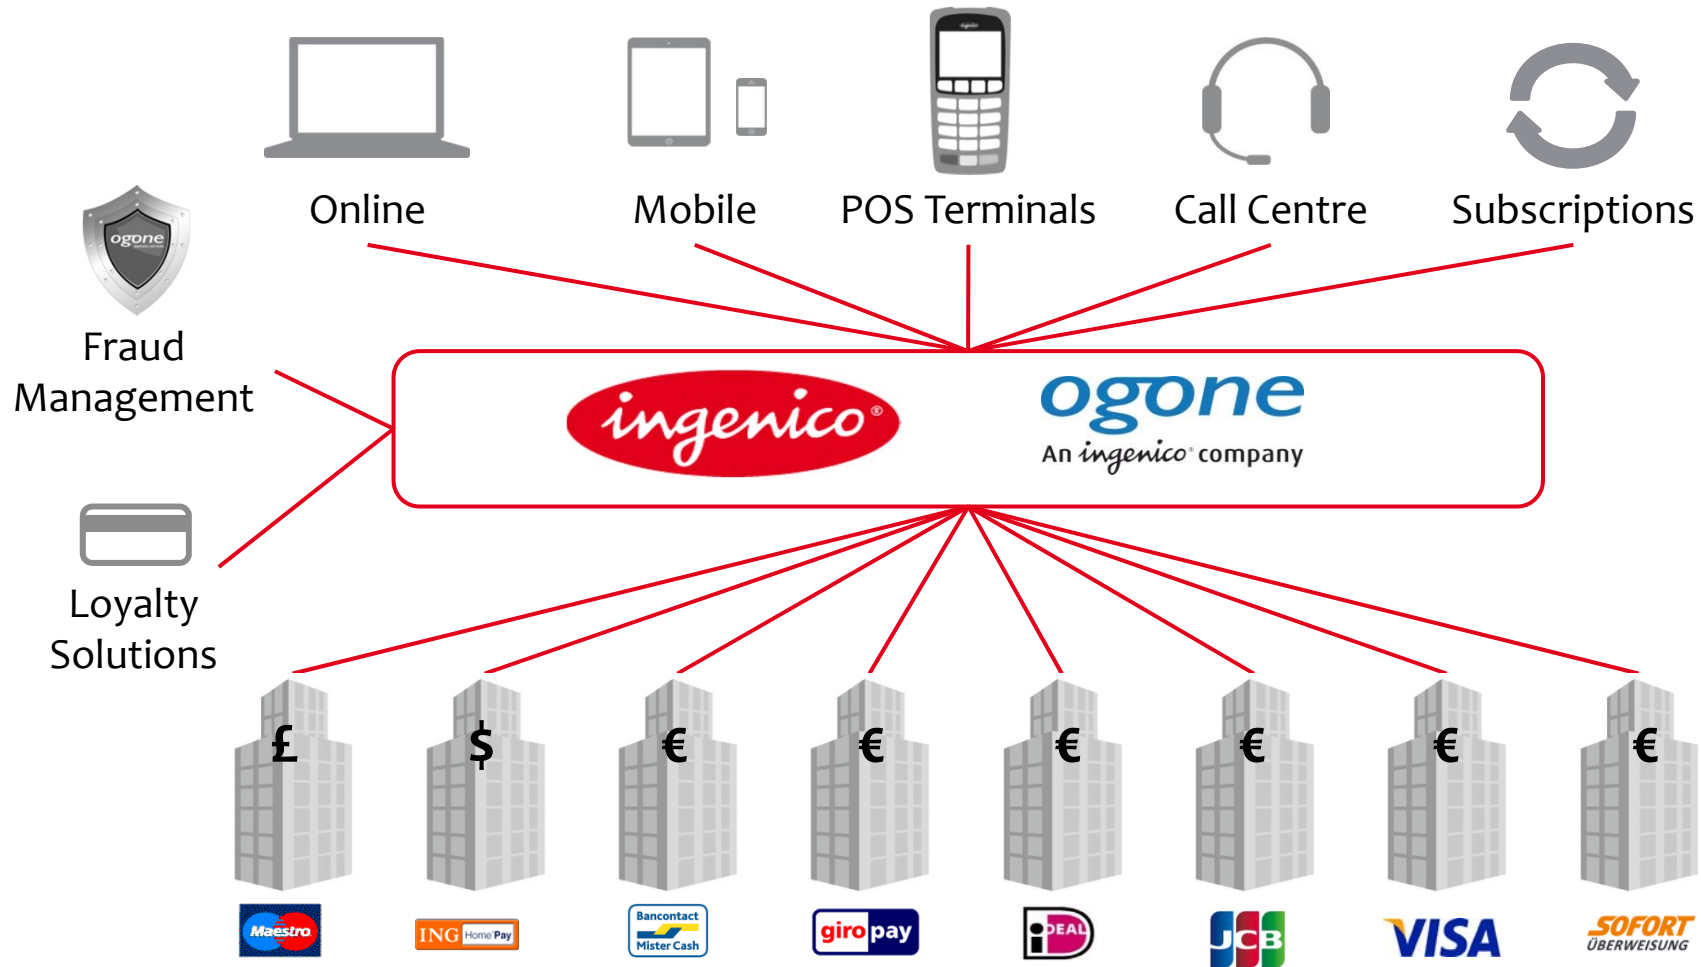 ingenico
Online
Mobile
POS Terminals
Call Centre
Subscriptions
ogone
Fraud
Management
ingenico®
ogone
An ingenico® company
Loyalty
Solutions
£
$
€
€
€
€
€
€
Maestro
ING Home'Pay
Bancontact
Mister Cash
giropay
iDEAL
JCB
VISA
SOFORT
ÜBERWEISUNG